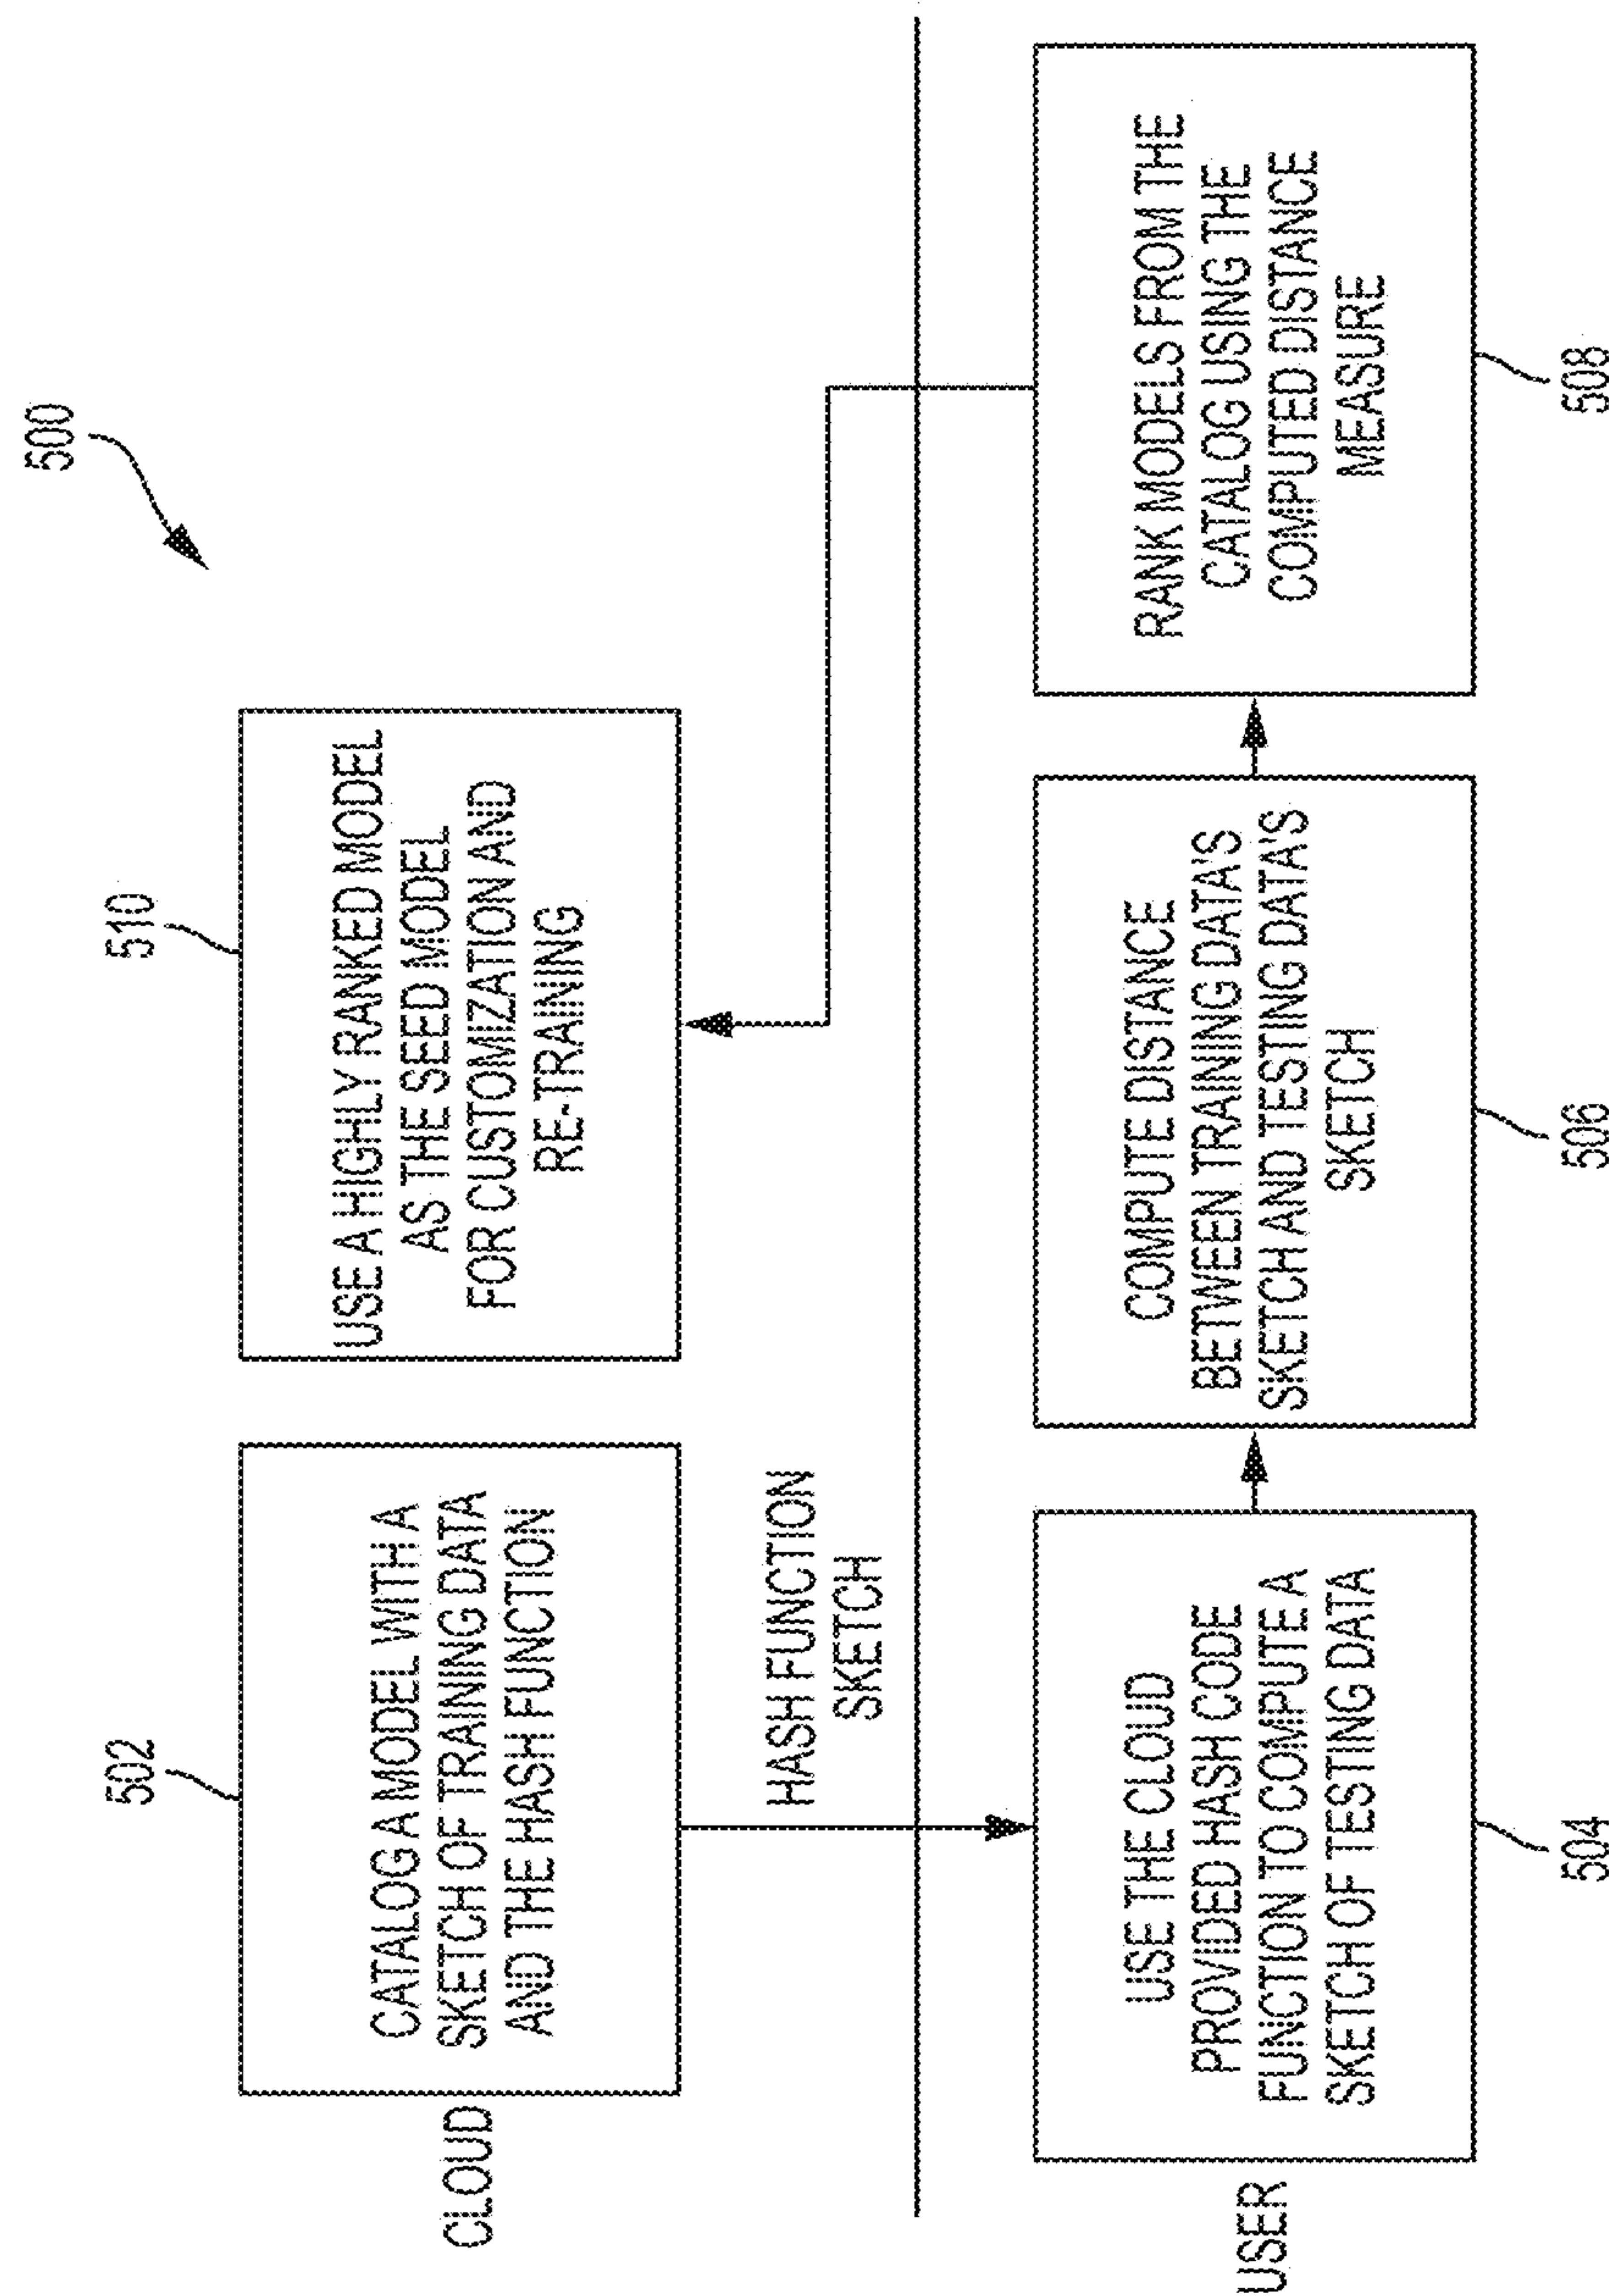 500
502
510
CLOUD
CATALOG A MODEL WITH A
SKETCH OF TRAINING DATA
AND THE HASH FUNCTION
USE A HIGHLY RANKED MODEL
AS THE SEED MODEL
FOR CUSTOMIZATION AND
RE-TRAINING
HASH FUNCTION
SKETCH
USER
USE THE CLOUD
PROVIDED HASH CODE
FUNCTION TO COMPUTE A
SKETCH OF TESTING DATA
COMPUTE DISTANCE
BETWEEN TRAINING DATA'S
SKETCH AND TESTING DATA'S
SKETCH
RANK MODELS FROM THE
CATALOG USING THE
COMPUTED DISTANCE
MEASURE
504
506
508